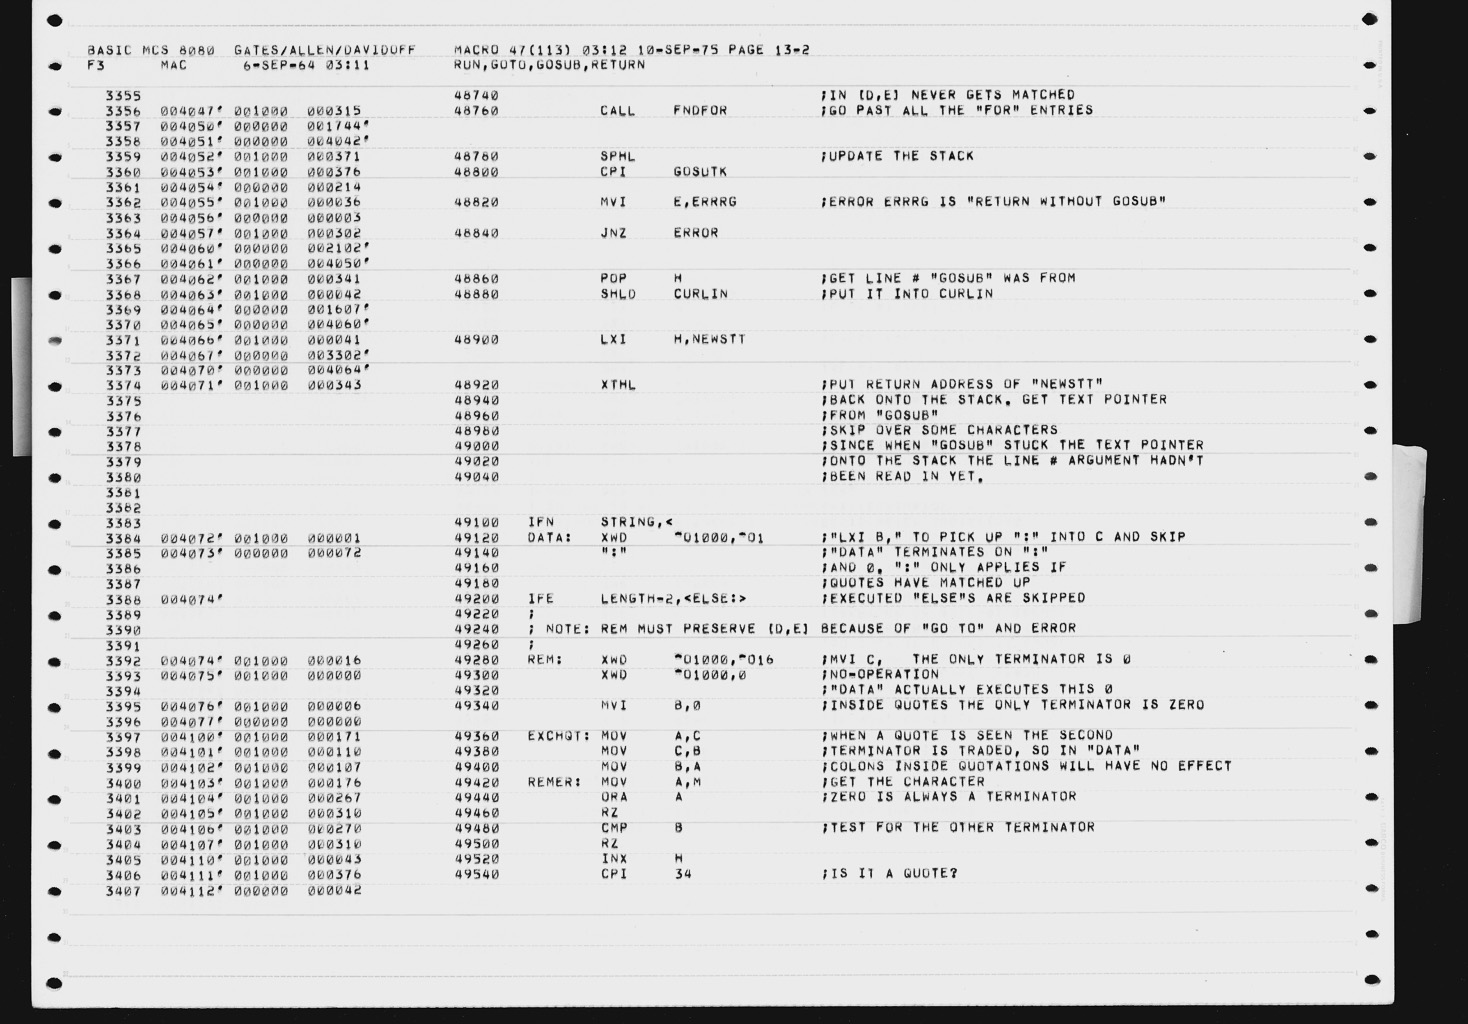 BASIC MCS 8080 GATES/ALLEN/DAVIDOFF MACRO 47(113) 03:12 10-SEP-75 PAGE 13-2
F3 MAC 6-SEP-64 03:11 RUN,GOTO,GOSUB,RETURN
3355 48740 ;IN [D,E] NEVER GETS MATCHED
3356 004047' 001000 000315 48760 CALL FNDFOR ;GO PAST ALL THE "FOR" ENTRIES
3357 004050' 000000 001744'
3358 004051' 000000 004042'
3359 004052' 001000 000371 48780 SPHL ;UPDATE THE STACK
3360 004053' 001000 000376 48800 CPI GOSUTK
3361 004054' 000000 000214
3362 004055' 001000 000036 48820 MVI E,ERRRG ;ERROR ERRRG IS "RETURN WITHOUT GOSUB"
3363 004056' 000000 000003
3364 004057' 001000 000302 48840 JNZ ERROR
3365 004060' 000000 002102'
3366 004061' 000000 004050'
3367 004062' 001000 000341 48860 POP H ;GET LINE # "GOSUB" WAS FROM
3368 004063' 001000 000042 48880 SHLD CURLIN ;PUT IT INTO CURLIN
3369 004064' 000000 001607'
3370 004065' 000000 004060'
3371 004066' 001000 000041 48900 LXI H,NEWSTT
3372 004067' 000000 003302'
3373 004070' 000000 004064'
3374 004071' 001000 000343 48920 XTHL ;PUT RETURN ADDRESS OF "NEWSTT"
3375 48940 ;BACK ONTO THE STACK. GET TEXT POINTER
3376 48960 ;FROM "GOSUB"
3377 48980 ;SKIP OVER SOME CHARACTERS
3378 49000 ;SINCE WHEN "GOSUB" STUCK THE TEXT POINTER
3379 49020 ;ONTO THE STACK THE LINE # ARGUMENT HADN'T
3380 49040 ;BEEN READ IN YET.
3381
3382
3383 49100 IFN STRING,<
3384 004072' 001000 000001 49120 DATA: XWD ^O1000,^O1 ;"LXI B," TO PICK UP ":" INTO C AND SKIP
3385 004073' 000000 000072 49140 ":" ;"DATA" TERMINATES ON ":"
3386 49160 ;AND 0. ":" ONLY APPLIES IF
3387 49180 ;QUOTES HAVE MATCHED UP
3388 004074' 49200 IFE LENGTH-2,<ELSE:> ;EXECUTED "ELSE"S ARE SKIPPED
3389 49220 ;
3390 49240 ; NOTE: REM MUST PRESERVE [D,E] BECAUSE OF "GO TO" AND ERROR
3391 49260 ;
3392 004074' 001000 000016 49280 REM: XWD ^O1000,^O16 ;MVI C, THE ONLY TERMINATOR IS 0
3393 004075' 001000 000000 49300 XWD ^O1000,0 ;NO-OPERATION
3394 49320 ;"DATA" ACTUALLY EXECUTES THIS 0
3395 004076' 001000 000006 49340 MVI B,0 ;INSIDE QUOTES THE ONLY TERMINATOR IS ZERO
3396 004077' 000000 000000
3397 004100' 001000 000171 49360 EXCHQT: MOV A,C ;WHEN A QUOTE IS SEEN THE SECOND
3398 004101' 001000 000110 49380 MOV C,B ;TERMINATOR IS TRADED, SO IN "DATA"
3399 004102' 001000 000107 49400 MOV B,A ;COLONS INSIDE QUOTATIONS WILL HAVE NO EFFECT
3400 004103' 001000 000176 49420 REMER: MOV A,M ;GET THE CHARACTER
3401 004104' 001000 000267 49440 ORA A ;ZERO IS ALWAYS A TERMINATOR
3402 004105' 001000 000310 49460 RZ
3403 004106' 001000 000270 49480 CMP B ;TEST FOR THE OTHER TERMINATOR
3404 004107' 001000 000310 49500 RZ
3405 004110' 001000 000043 49520 INX H
3406 004111' 001000 000376 49540 CPI 34 ;IS IT A QUOTE?
3407 004112' 000000 000042